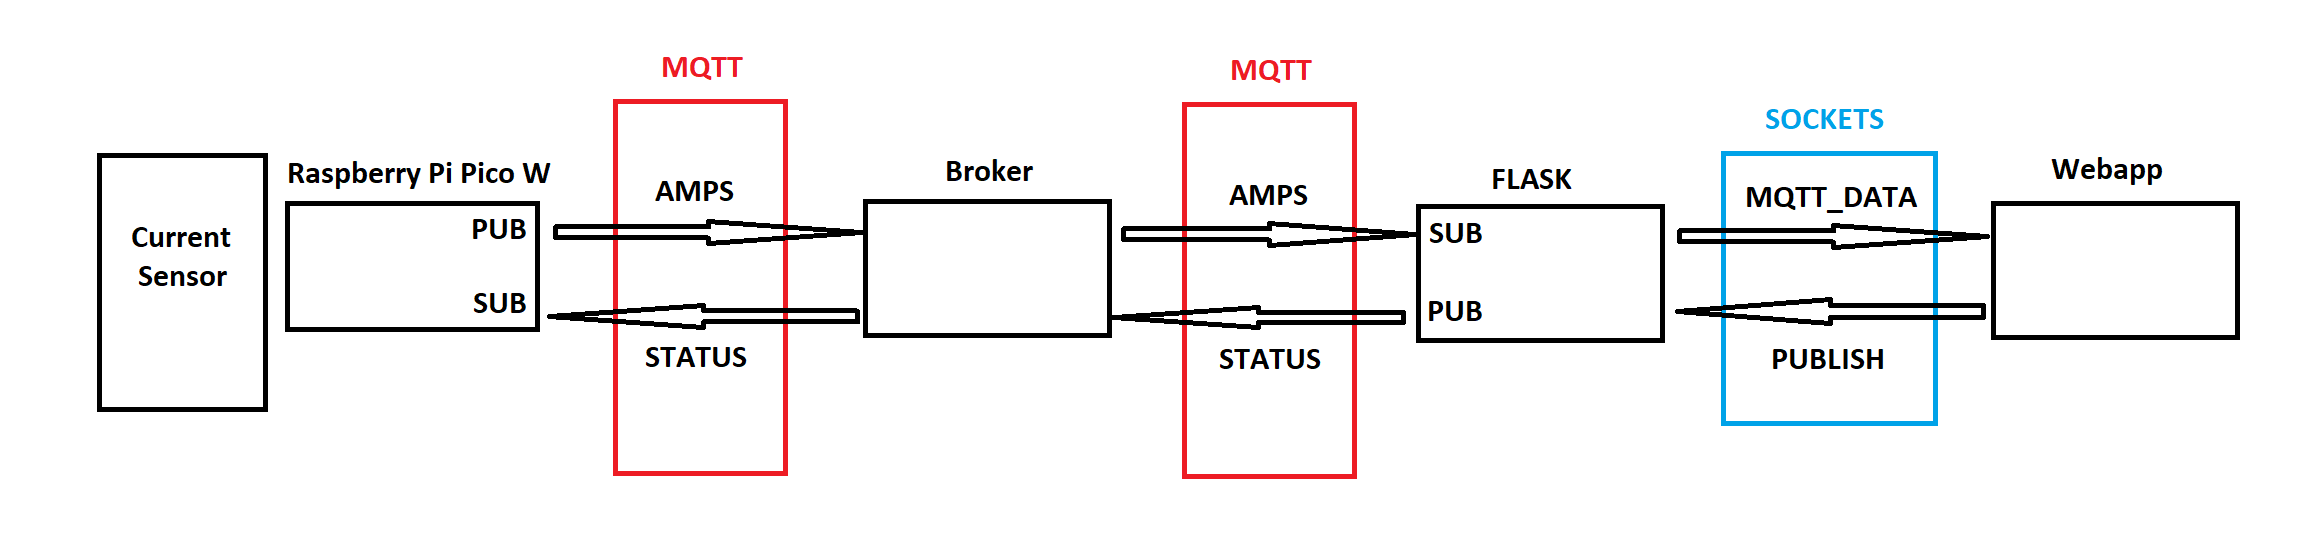 MQTT
MQTT
SOCKETS
Current
Sensor
Raspberry Pi Pico W
PUB
SUB
AMPS
STATUS
Broker
AMPS
STATUS
FLASK
SUB
PUB
MQTT_DATA
PUBLISH
Webapp